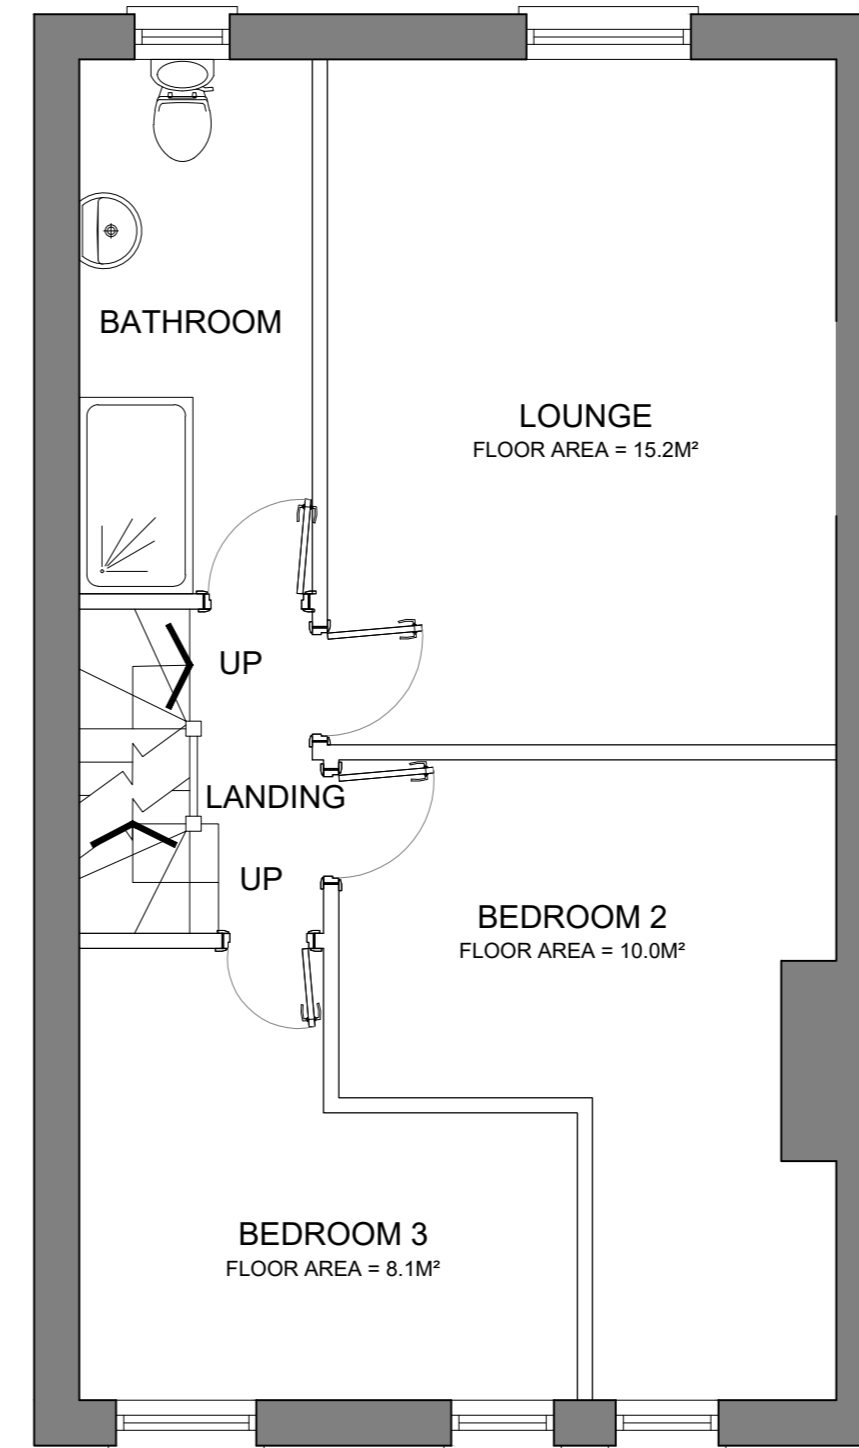 BATHROOM
LOUNGE
FLOOR AREA = 15.2M²
UP
LANDING
UP
BEDROOM 2
FLOOR AREA = 10.0M²
BEDROOM 3
FLOOR AREA = 8.1M²